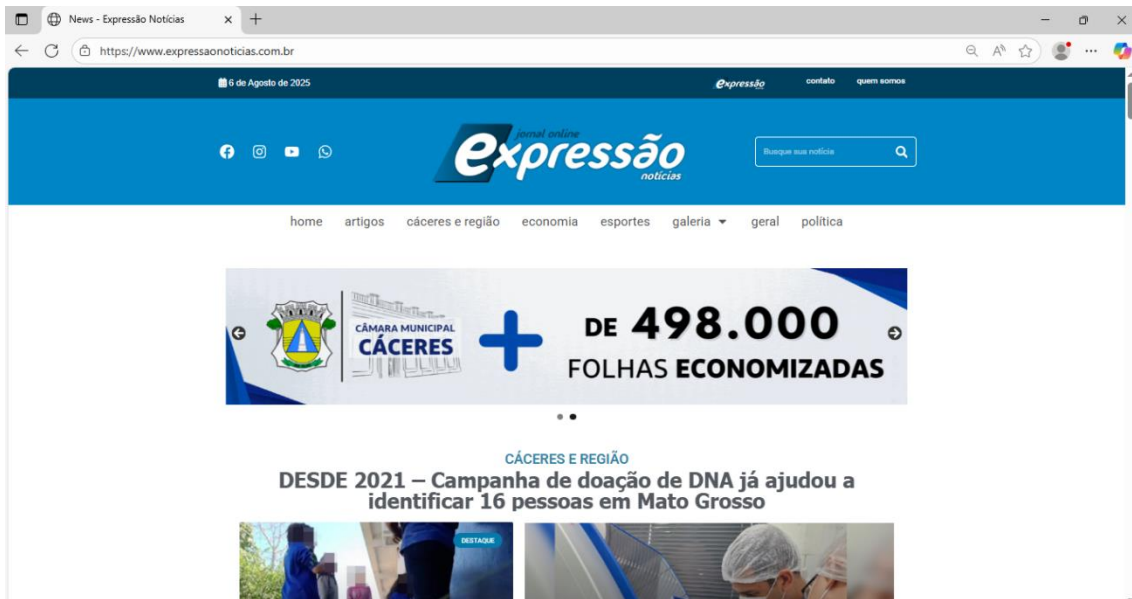 News - Expressão Notícias
https://www.expressaonoticias.com.br
6 de Agosto de 2025
expressão
contato
quem somos
jornal online
expressão
notícias
Busque sua notícia
home artigos cáceres e região economia esportes galeria geral política
CÂMARA MUNICIPAL
CÁCERES
+ DE 498.000
FOLHAS ECONOMIZADAS
CÁCERES E REGIÃO
DESDE 2021 – Campanha de doação de DNA já ajudou a
identificar 16 pessoas em Mato Grosso
DESTAQUE